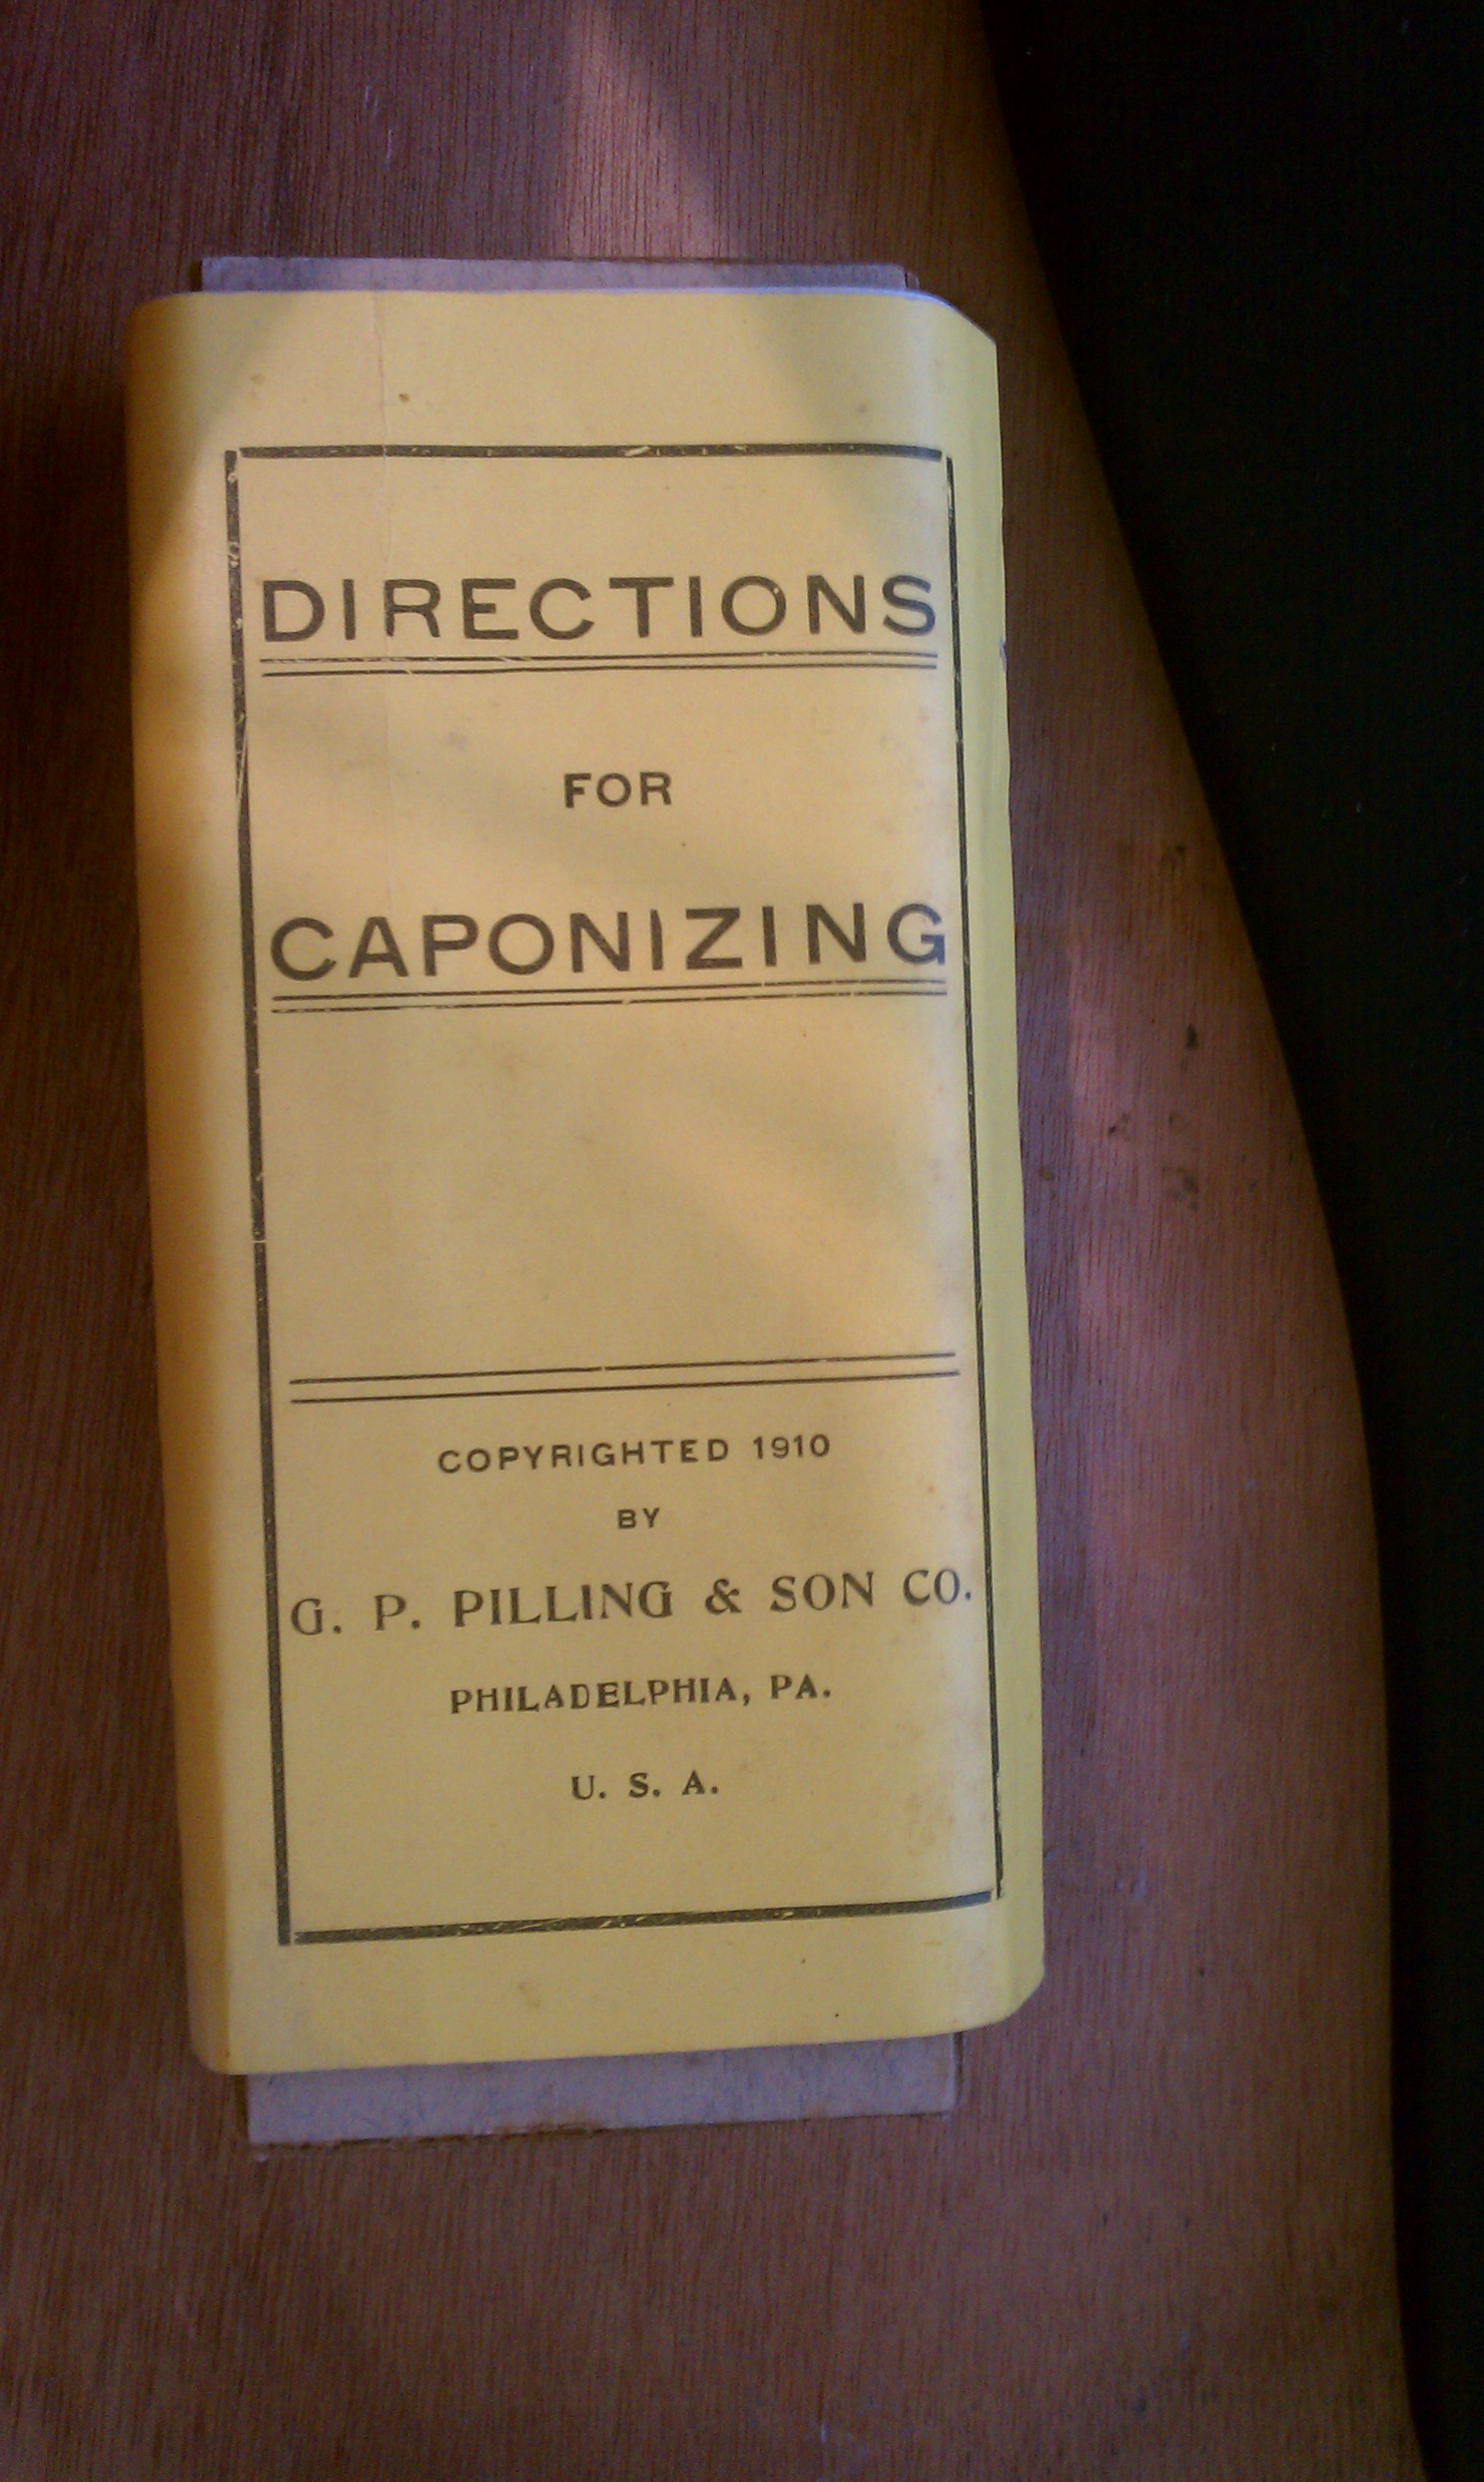 DIRECTIONS
FOR
CAPONIZING
COPYRIGHTED 1910
BY
G. P. PILLING & SON CO.
PHILADELPHIA, PA.
U. S. A.